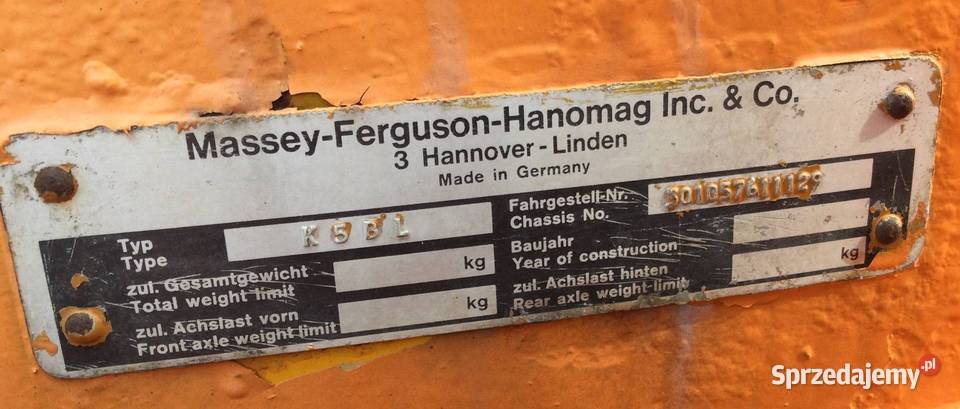 Massey-Ferguson-Hanomag Inc. & Co.
3 Hannover - Linden
Made in Germany
Typ
Type
K 5 B L
Fahrgestell-Nr.
Chassis No.
501057611129
zul. Gesamtgewicht
Total weight limit
kg
Baujahr
Year of construction
zul. Achslast vorn
Front axle weight limit
kg
zul. Achslast hinten
Rear axle weight limit
kg
Sprzedajemy.pl